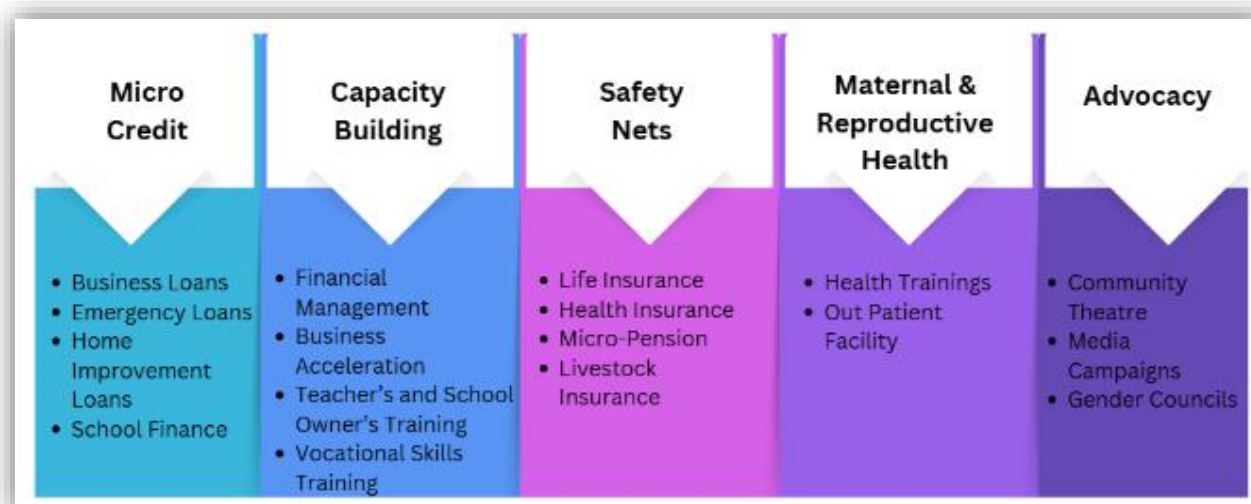 Micro
Credit
• Business Loans
• Emergency Loans
• Home
Improvement
Loans
• School Finance
Capacity
Building
• Financial
Management
• Business
Acceleration
• Teacher's and School
Owner's Training
• Vocational Skills
Training
Safety
Nets
• Life Insurance
• Health Insurance
• Micro-Pension
• Livestock
Insurance
Maternal &
Reproductive
Health
• Health Trainings
• Out Patient
Facility
Advocacy
• Community
Theatre
• Media
Campaigns
• Gender Councils